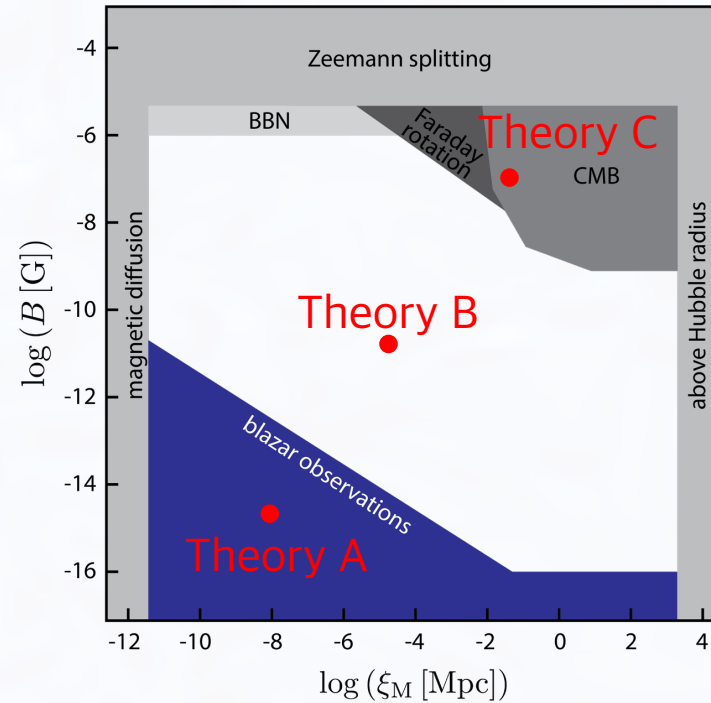 Zeemann splitting
BBN
Faraday
rotation
Theory C
CMB
magnetic diffusion
above Hubble radius
Theory B
blazar observations
Theory A
log (B [G])
-4
-6
-8
-10
-12
-14
-16
-12 -10 -8 -6 -4 -2 0 2 4
log (ξ_M [Mpc])